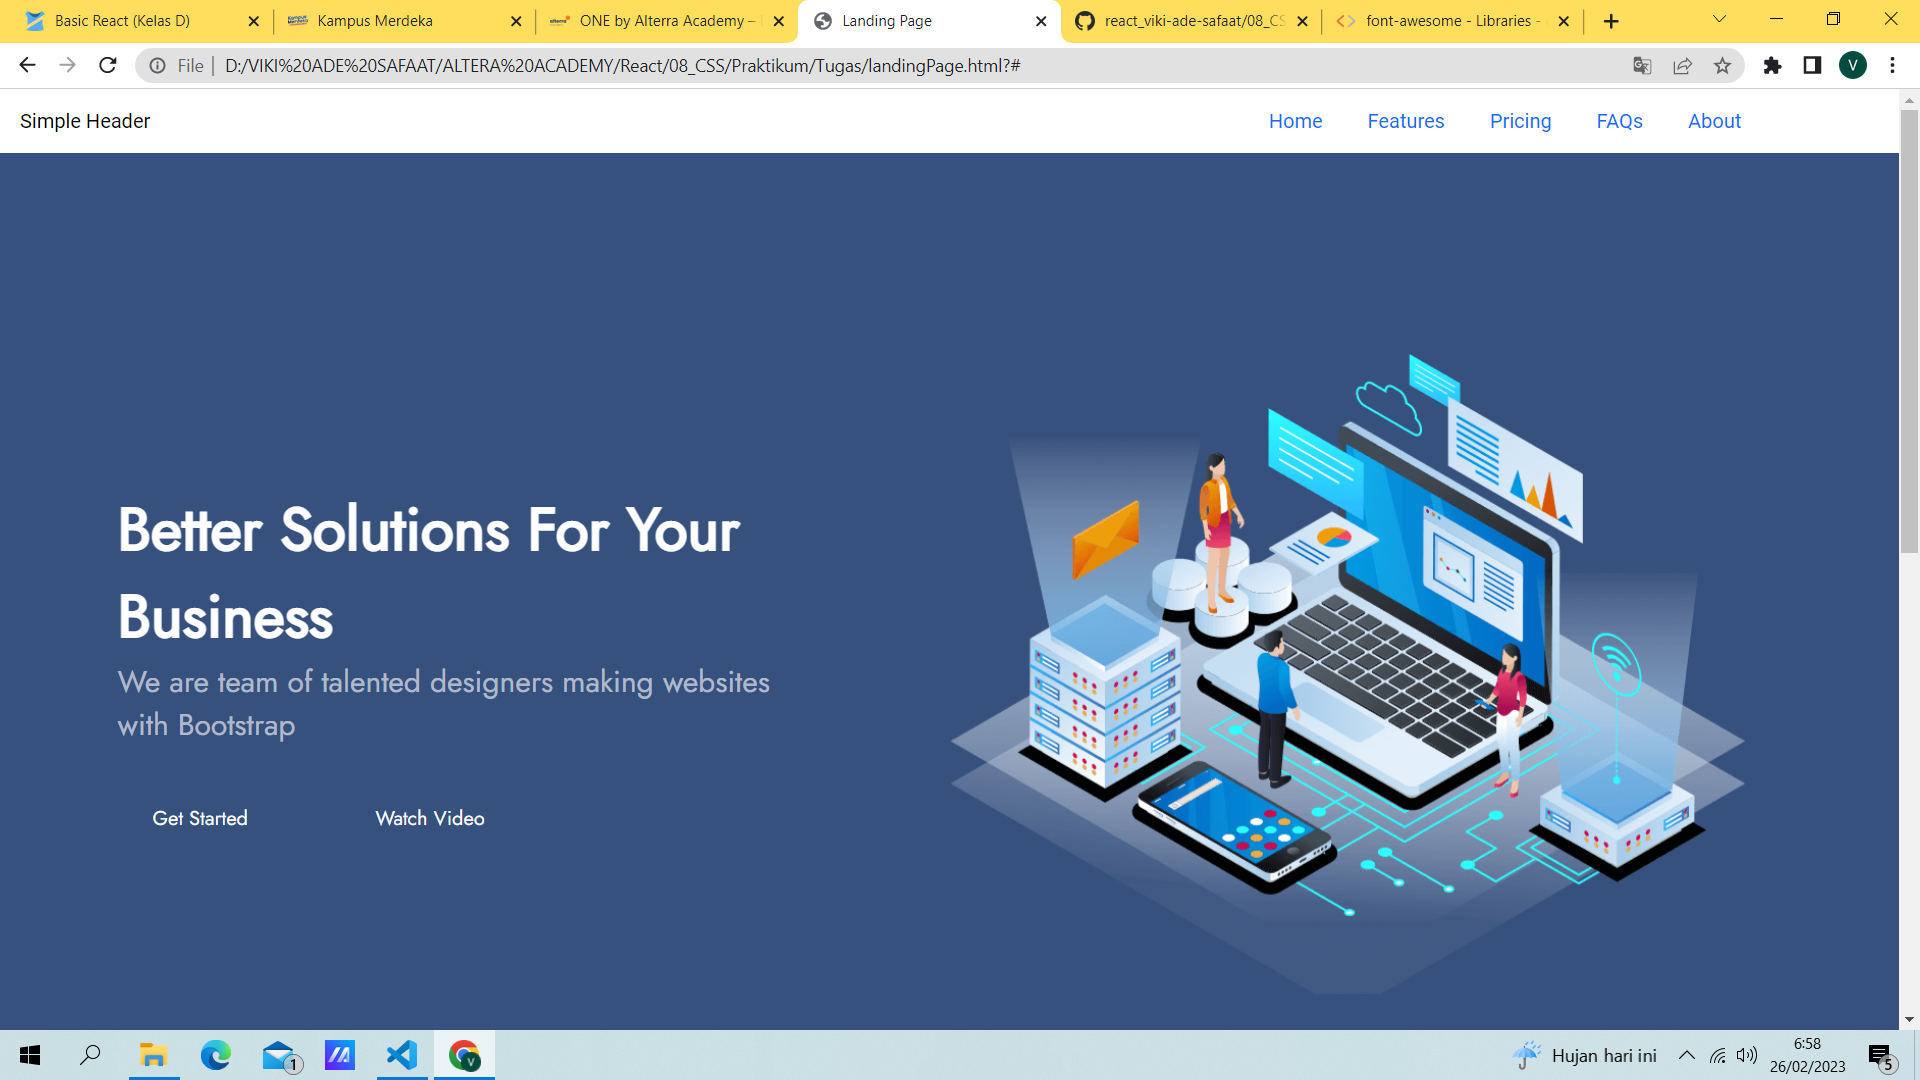 Basic React (Kelas D)
Kampus Merdeka
ONE by Alterra Academy –
Landing Page
react_viki-ade-safaat/08_CS
font-awesome - Libraries -
File
D:/VIKI%20ADE%20SAFAAT/ALTERA%20ACADEMY/React/08_CSS/Praktikum/Tugas/landingPage.html?#
V
Simple Header
Home
Features
Pricing
FAQs
About
Better Solutions For Your
Business
We are team of talented designers making websites
with Bootstrap
Get Started
Watch Video
1
V
Hujan hari ini
6:58
26/02/2023
5